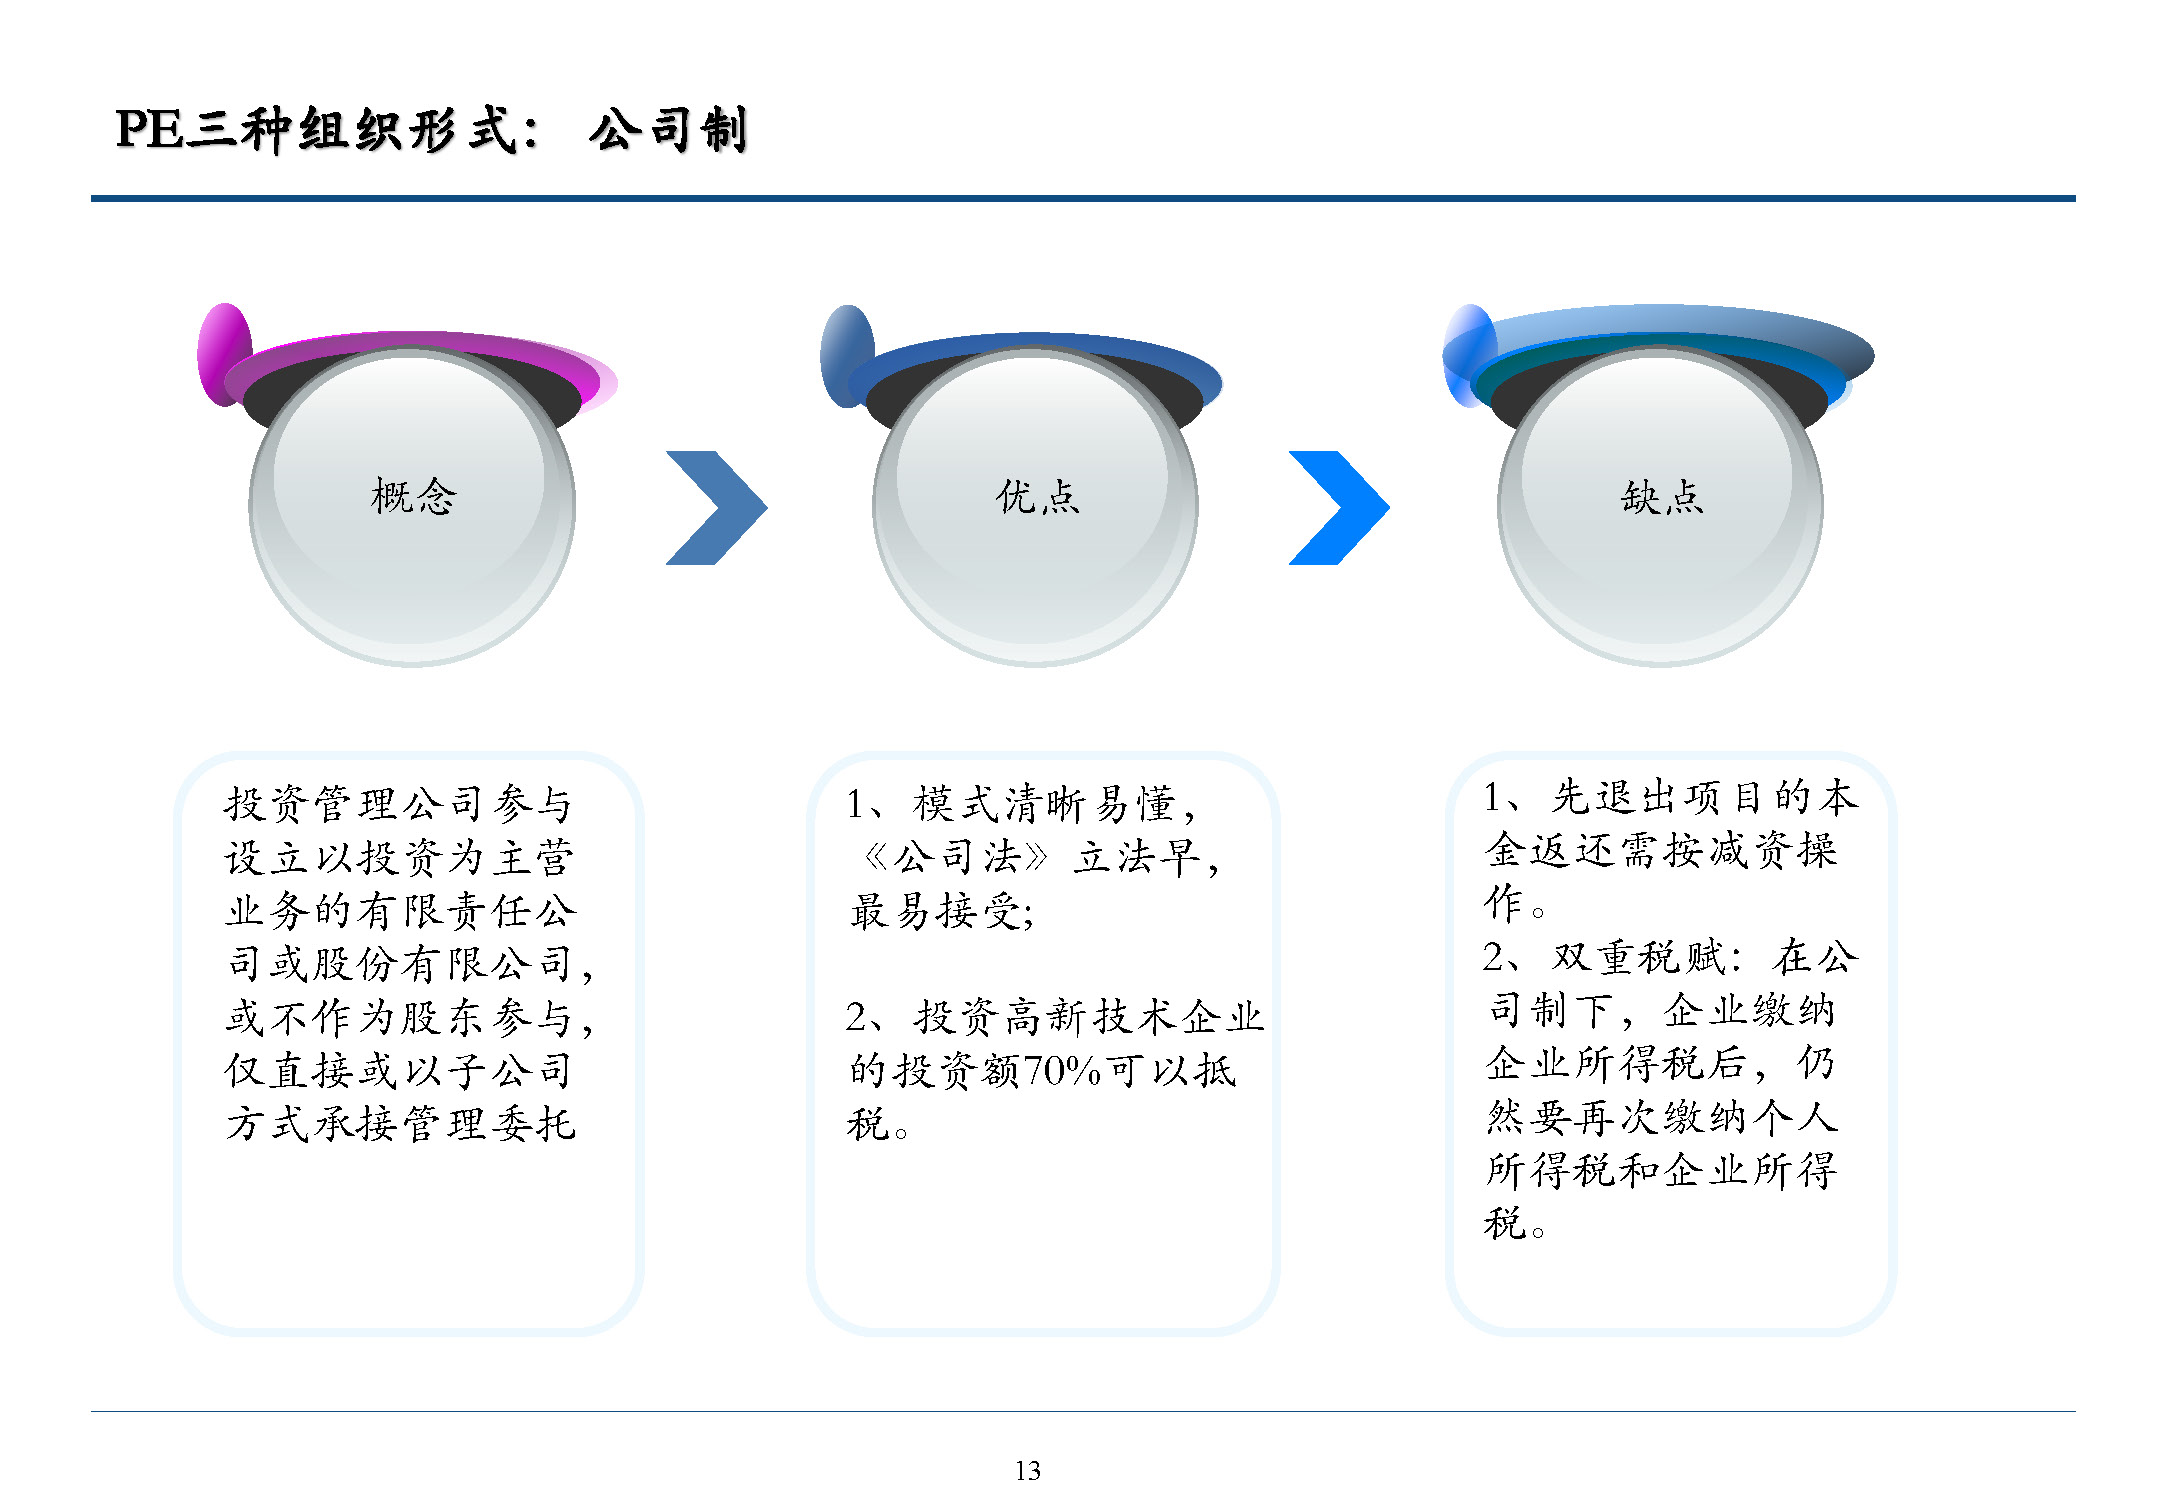 PE三种组织形式： 公司制
概念
优点
缺点
投资管理公司参与
设立以投资为主营
业务的有限责任公
司或股份有限公司，
或不作为股东参与，
仅直接或以子公司
方式承接管理委托
1、模式清晰易懂，
《公司法》立法早，
最易接受;
2、投资高新技术企业
的投资额70%可以抵
税。
1、先退出项目的本
金返还需按减资操
作。
2、双重税赋：在公
司制下，企业缴纳
企业所得税后，仍
然要再次缴纳个人
所得税和企业所得
税。
13